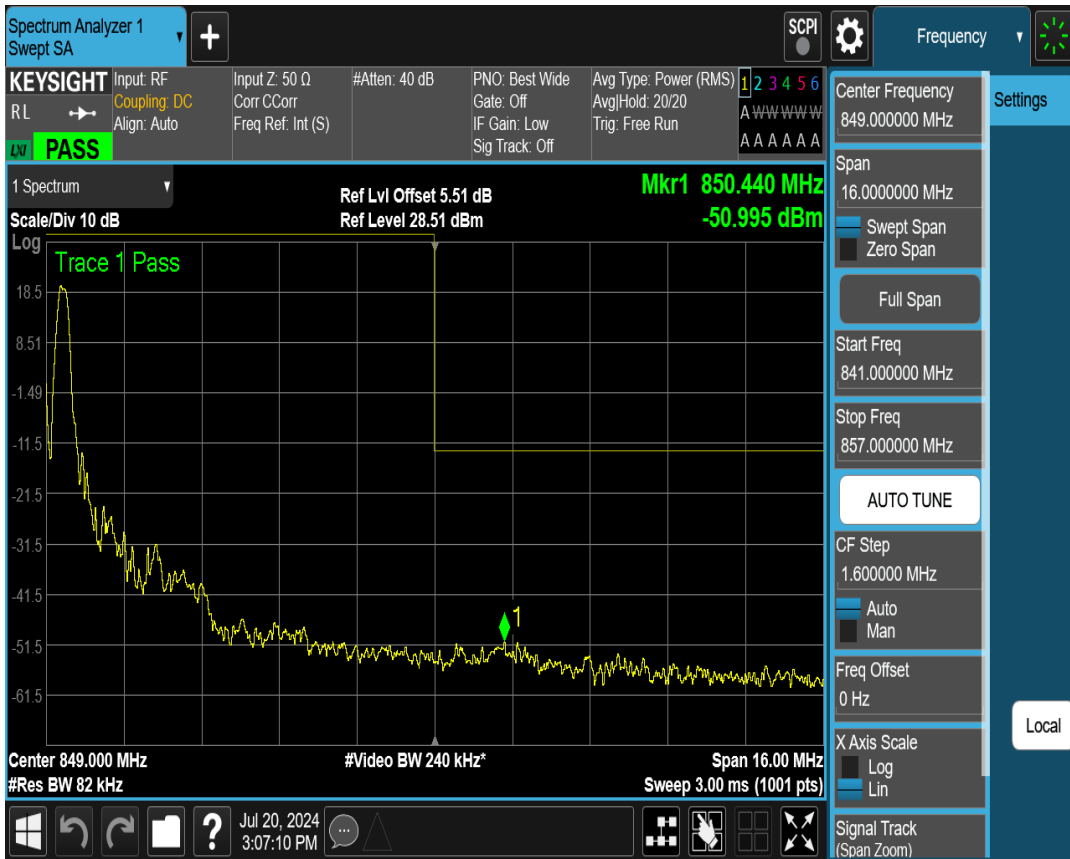 Spectrum Analyzer 1
Swept SA
+
SCPI
Frequency
KEYSIGHT
RL
LXI PASS
Input: RF
Coupling: DC
Align: Auto
Input Z: 50 Ω
Corr CCorr
Freq Ref: Int (S)
#Atten: 40 dB
PNO: Best Wide
Gate: Off
IF Gain: Low
Sig Track: Off
Avg Type: Power (RMS)
Avg|Hold: 20/20
Trig: Free Run
1 2 3 4 5 6
A W W W W W
A A A A A A
1 Spectrum
Scale/Div 10 dB
Ref Lvl Offset 5.51 dB
Ref Level 28.51 dBm
Mkr1 850.440 MHz
-50.995 dBm
Log
Trace 1 Pass
18.5
8.51
-1.49
-11.5
-21.5
-31.5
-41.5
-51.5
-61.5
1
Center 849.000 MHz
#Video BW 240 kHz*
Span 16.00 MHz
#Res BW 82 kHz
Sweep 3.00 ms (1001 pts)
?
Jul 20, 2024
3:07:10 PM
Center Frequency
849.000000 MHz
Span
16.0000000 MHz
Swept Span
Zero Span
Full Span
Start Freq
841.000000 MHz
Stop Freq
857.000000 MHz
AUTO TUNE
CF Step
1.600000 MHz
Auto
Man
Freq Offset
0 Hz
X Axis Scale
Log
Lin
Signal Track
(Span Zoom)
Settings
Local